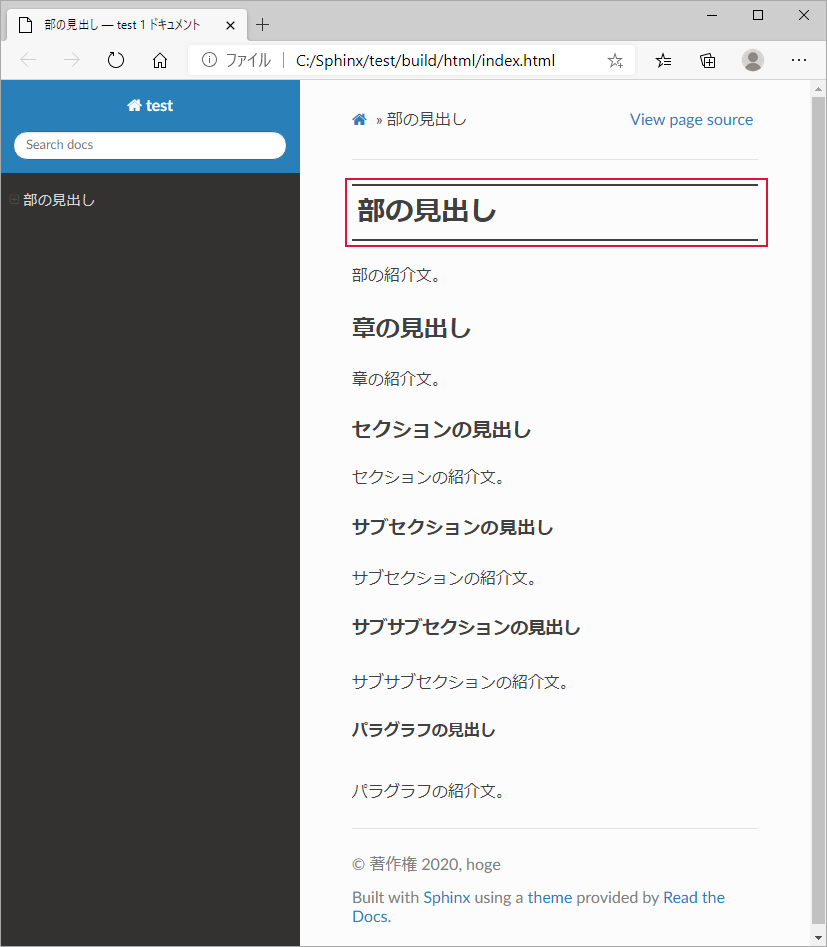 部の見出し — test 1 ドキュメント
ファイル
C:/Sphinx/test/build/html/index.html
test
Search docs
部の見出し
» 部の見出し
View page source
部の見出し
部の紹介文。
章の見出し
章の紹介文。
セクションの見出し
セクションの紹介文。
サブセクションの見出し
サブセクションの紹介文。
サブサブセクションの見出し
サブサブセクションの紹介文。
パラグラフの見出し
パラグラフの紹介文。
© 著作権 2020, hoge
Built with Sphinx using a theme provided by Read the
Docs.